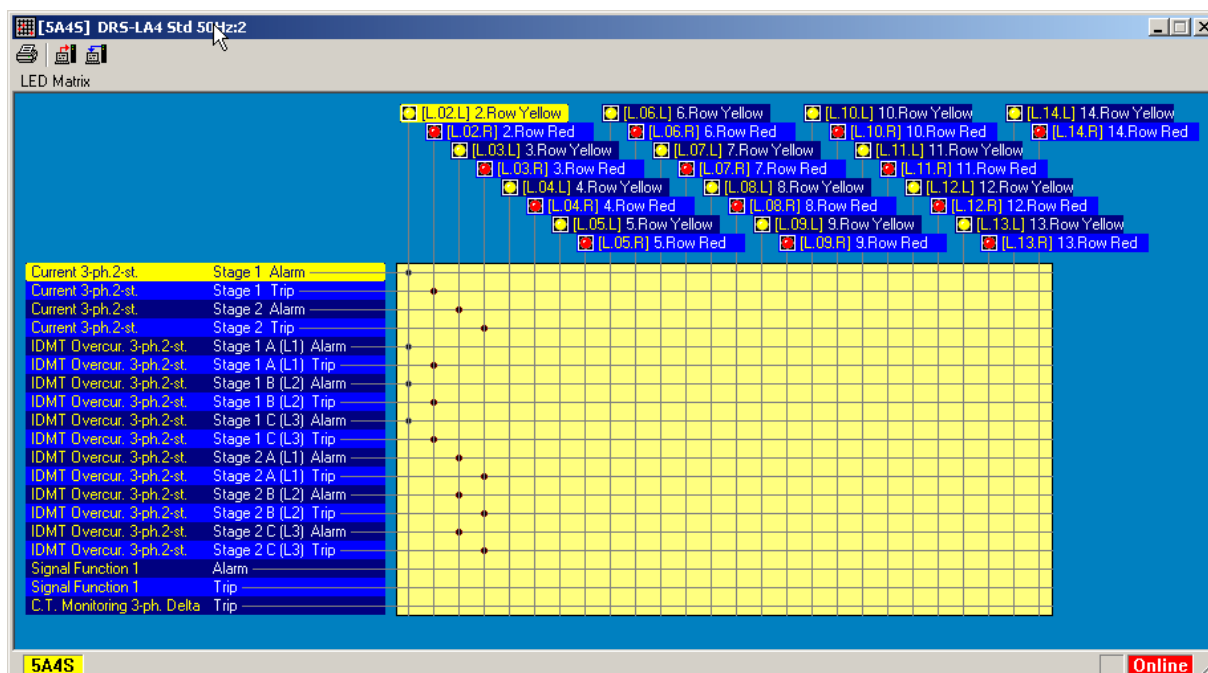 [5A4S] DRS-LA4 Std 50Hz:2
LED Matrix
[L.02.L] 2.Row Yellow [L.06.L] 6.Row Yellow [L.10.L] 10.Row Yellow [L.14.L] 14.Row Yellow
[L.02.R] 2.Row Red [L.06.R] 6.Row Red [L.10.R] 10.Row Red [L.14.R] 14.Row Red
[L.03.L] 3.Row Yellow [L.07.L] 7.Row Yellow [L.11.L] 11.Row Yellow
[L.03.R] 3.Row Red [L.07.R] 7.Row Red [L.11.R] 11.Row Red
[L.04.L] 4.Row Yellow [L.08.L] 8.Row Yellow [L.12.L] 12.Row Yellow
[L.04.R] 4.Row Red [L.08.R] 8.Row Red [L.12.R] 12.Row Red
[L.05.L] 5.Row Yellow [L.09.L] 9.Row Yellow [L.13.L] 13.Row Yellow
[L.05.R] 5.Row Red [L.09.R] 9.Row Red [L.13.R] 13.Row Red
Current 3-ph.2-st. Stage 1 Alarm
Current 3-ph.2-st. Stage 1 Trip
Current 3-ph.2-st. Stage 2 Alarm
Current 3-ph.2-st. Stage 2 Trip
IDMT Overcur. 3-ph.2-st. Stage 1 A (L1) Alarm
IDMT Overcur. 3-ph.2-st. Stage 1 A (L1) Trip
IDMT Overcur. 3-ph.2-st. Stage 1 B (L2) Alarm
IDMT Overcur. 3-ph.2-st. Stage 1 B (L2) Trip
IDMT Overcur. 3-ph.2-st. Stage 1 C (L3) Alarm
IDMT Overcur. 3-ph.2-st. Stage 1 C (L3) Trip
IDMT Overcur. 3-ph.2-st. Stage 2 A (L1) Alarm
IDMT Overcur. 3-ph.2-st. Stage 2 A (L1) Trip
IDMT Overcur. 3-ph.2-st. Stage 2 B (L2) Alarm
IDMT Overcur. 3-ph.2-st. Stage 2 B (L2) Trip
IDMT Overcur. 3-ph.2-st. Stage 2 C (L3) Alarm
IDMT Overcur. 3-ph.2-st. Stage 2 C (L3) Trip
Signal Function 1 Alarm
Signal Function 1 Trip
C.T. Monitoring 3-ph. Delta Trip
5A4S Online